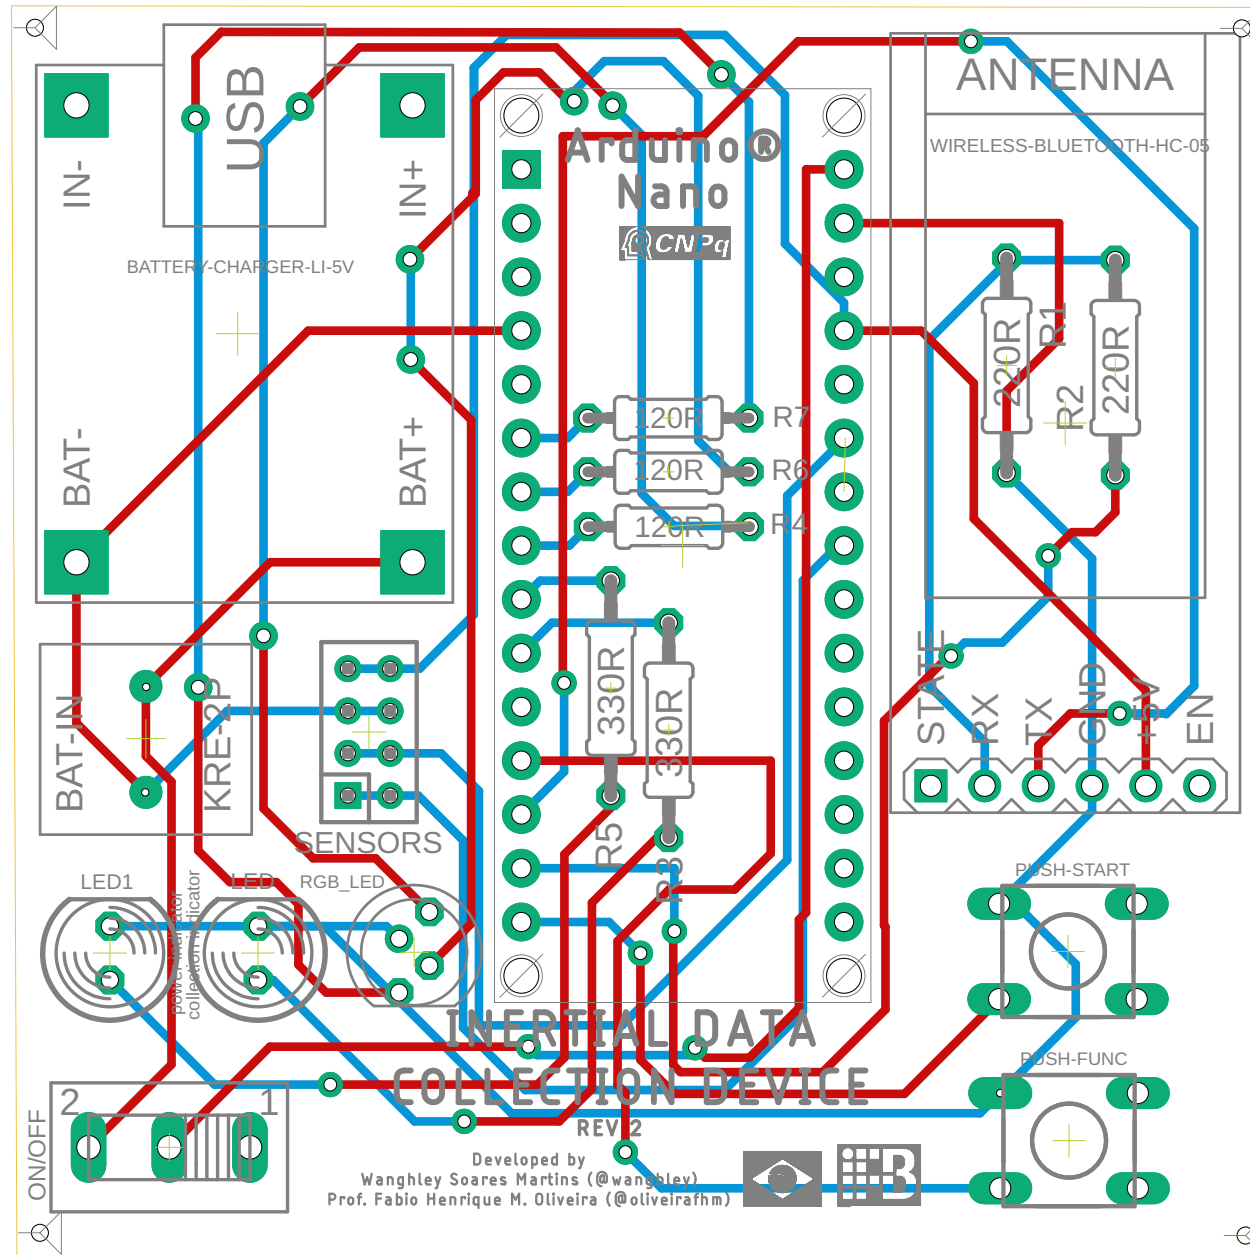 USB
ANTENNA
WIRELESS-BLUETOOTH-HC-05
Arduino®
Nano
CNPq
IN-
IN+
BATTERY-CHARGER-LI-5V
R1
220R
220R
R2
BAT-
BAT+
120R
R7
120R
R6
120R
R4
330R
330R
STATE
RX
TX
GND
+5V
EN
BAT-IN
KRE-2P
SENSORS
R5
R3
LED1
LED
RGB_LED
power indicator
collection indicator
PUSH-START
INERTIAL DATA
COLLECTION DEVICE
REV 2
PUSH-FUNC
2
1
ON/OFF
Developed by
Wanghley Soares Martins (@wanghley)
Prof. Fabio Henrique M. Oliveira (@oliveirafhm)
B